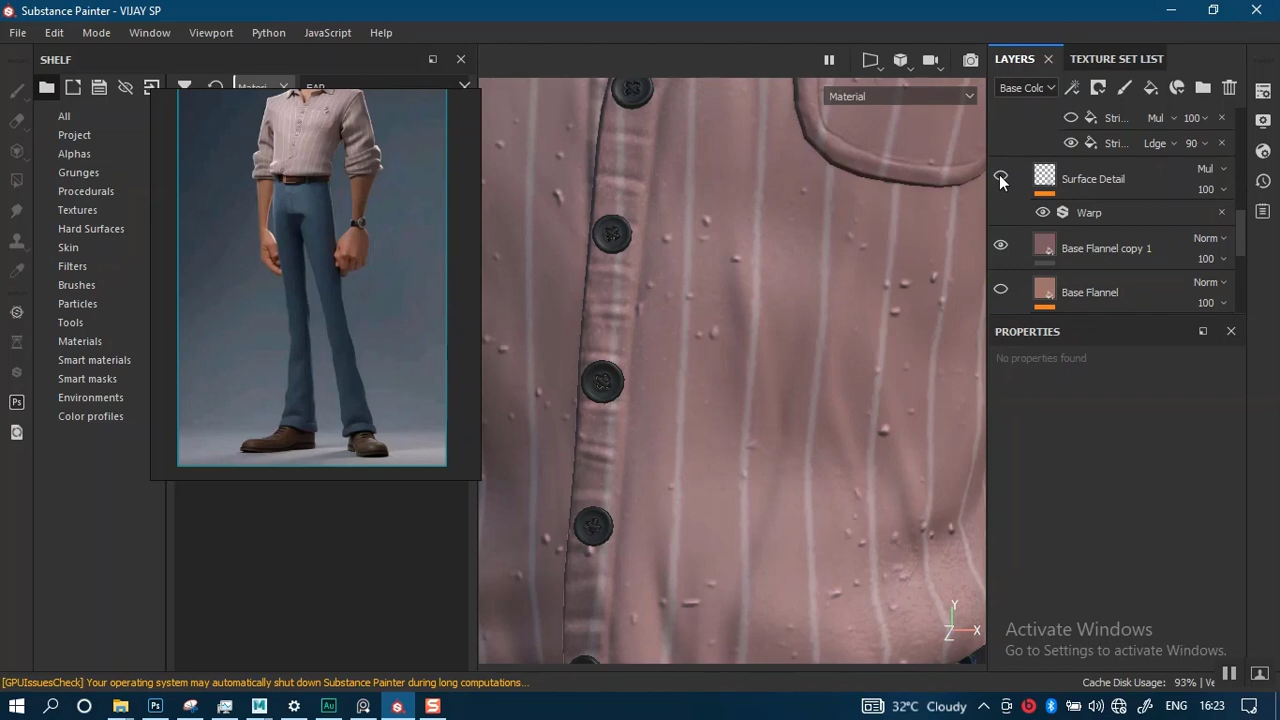 Substance Painter - VIJAY SP
File Edit Mode Window Viewport Python JavaScript Help
SHELF
LAYERS TEXTURE SET LIST
Materi...
EAR
Base Colc
Material
All
Project
Alphas
Grunges
Procedurals
Textures
Hard Surfaces
Skin
Filters
Brushes
Particles
Tools
Materials
Smart materials
Smart masks
Environments
Color profiles
Stri... Mul 100
Stri... Ldge 90
Surface Detail Mul 100
Warp
Base Flannel copy 1 Norm 100
Base Flannel Norm 100
PROPERTIES
No properties found
Y
Z X
Activate Windows
Go to Settings to activate Windows.
[GPUIssuesCheck] Your operating system may automatically shut down Substance Painter during long computations...
Cache Disk Usage: 93% | Ve
Ps
Ps Au 32°C Cloudy ENG 16:23